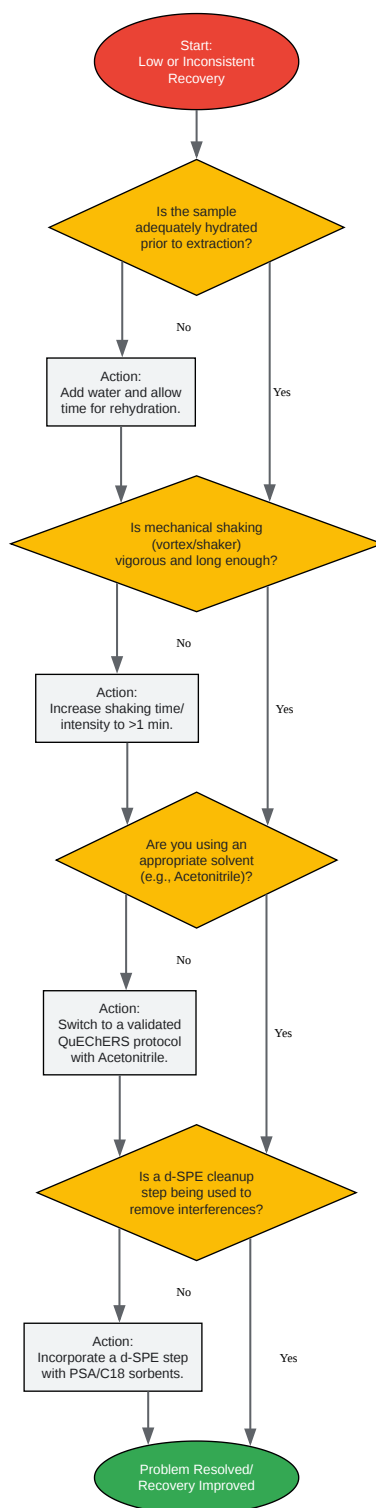 Start:
Low or Inconsistent
Recovery
Is the sample
adequately hydrated
prior to extraction?
No
Action:
Add water and allow
time for rehydration.
Yes
Is mechanical shaking
(vortex/shaker)
vigorous and long enough?
No
Action:
Increase shaking time/
intensity to >1 min.
Yes
Are you using an
appropriate solvent
(e.g., Acetonitrile)?
No
Action:
Switch to a validated
QuEChERS protocol
with Acetonitrile.
Yes
Is a d-SPE cleanup
step being used to
remove interferences?
No
Action:
Incorporate a d-SPE step
with PSA/C18 sorbents.
Yes
Problem Resolved/
Recovery Improved